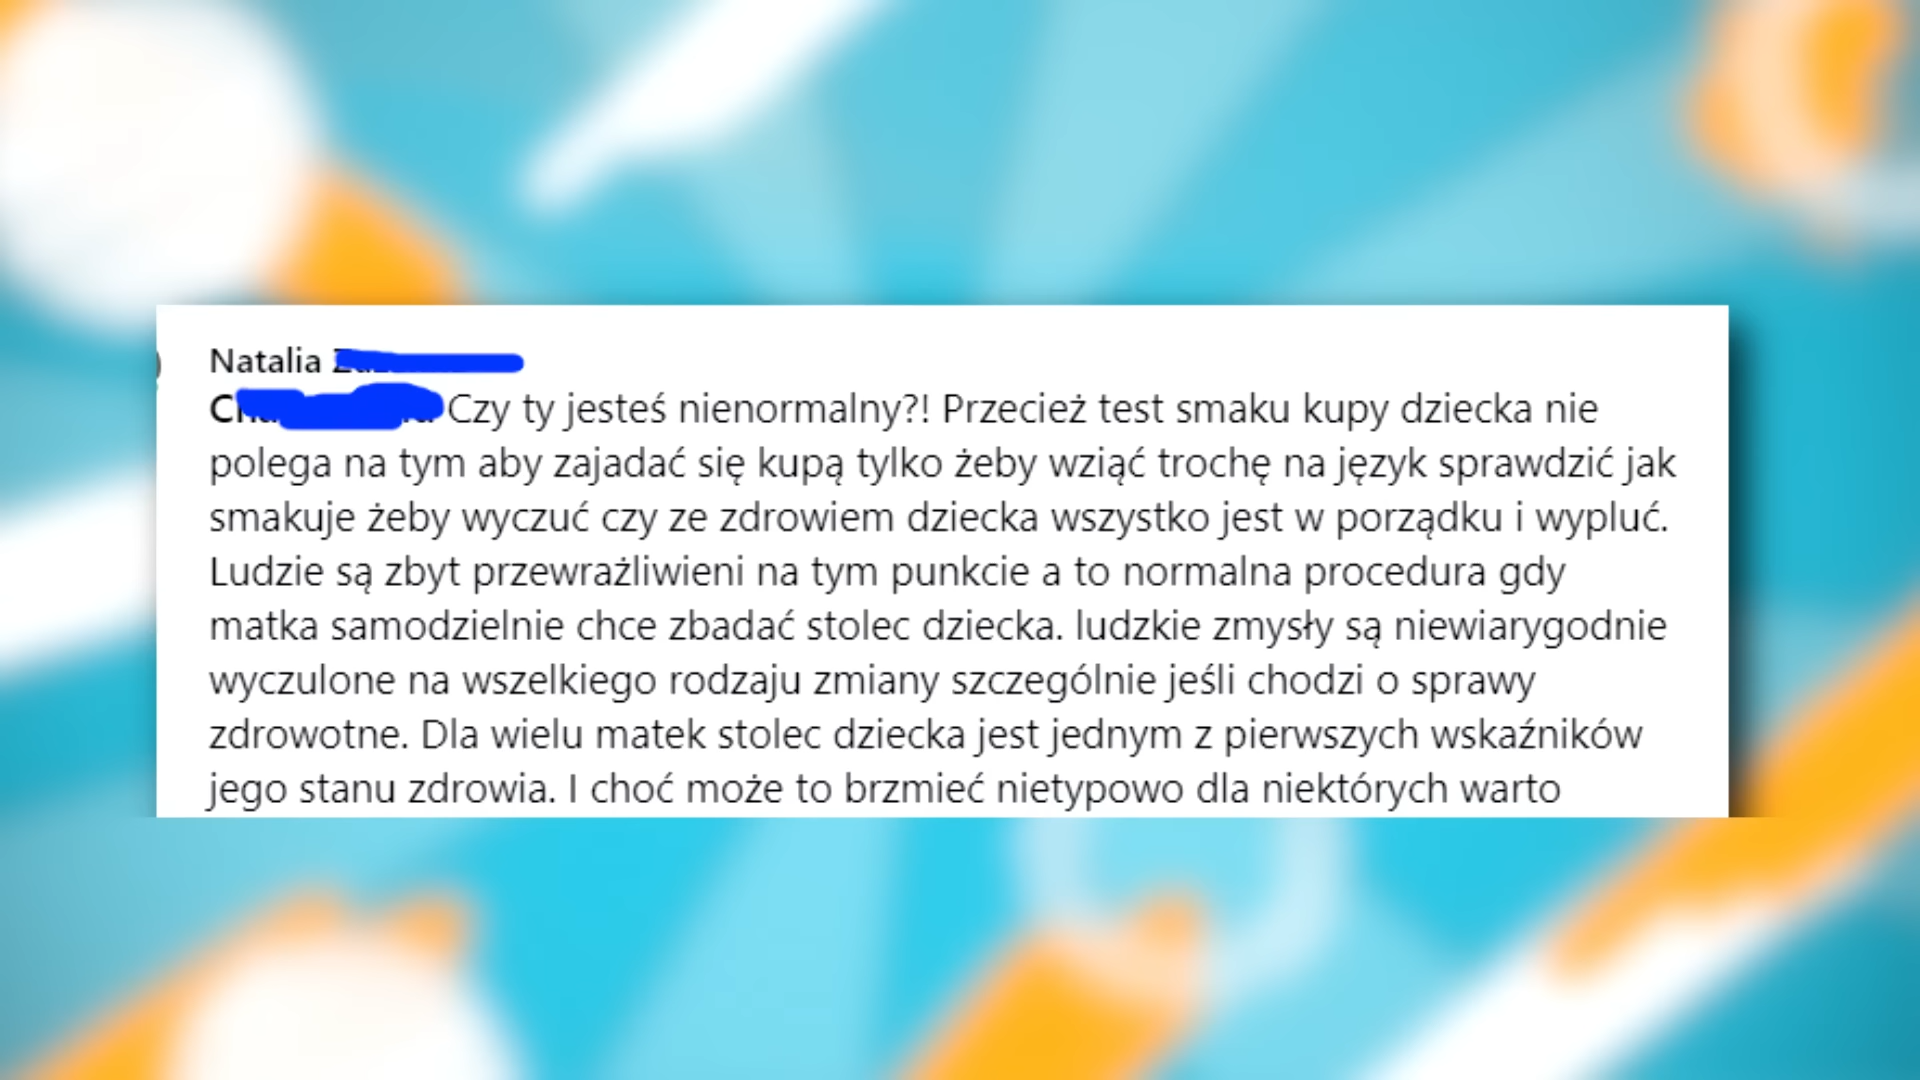 Natalia
Czy ty jesteś nienormalny?! Przecież test smaku kupy dziecka nie
polega na tym aby zajadać się kupą tylko żeby wziąć trochę na język sprawdzić jak
smakuje żeby wyczuć czy ze zdrowiem dziecka wszystko jest w porządku i wypluć.
Ludzie są zbyt przewrażliwieni na tym punkcie a to normalna procedura gdy
matka samodzielnie chce zbadać stolec dziecka. ludzkie zmysły są niewiarygodnie
wyczulone na wszelkiego rodzaju zmiany szczególnie jeśli chodzi o sprawy
zdrowotne. Dla wielu matek stolec dziecka jest jednym z pierwszych wskaźników
jego stanu zdrowia. I choć może to brzmieć nietypowo dla niektórych warto